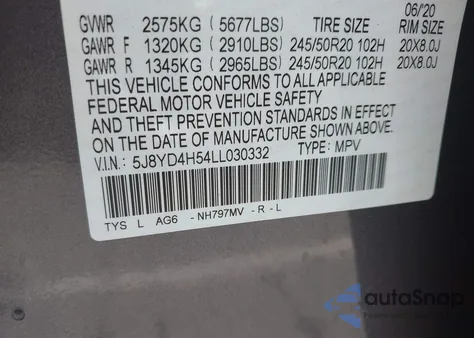 06/20
GVWR 2575KG (5677LBS) TIRE SIZE RIM SIZE
GAWR F 1320KG (2910LBS) 245/50R20 102H 20X8.0J
GAWR R 1345KG (2965LBS) 245/50R20 102H 20X8.0J
THIS VEHICLE CONFORMS TO ALL APPLICABLE
FEDERAL MOTOR VEHICLE SAFETY
AND THEFT PREVENTION STANDARDS IN EFFECT
ON THE DATE OF MANUFACTURE SHOWN ABOVE.
V.I.N.: 5J8YD4H54LL030332 TYPE: MPV
TYS L AG6 -NH797MV -R-L
autoSnap